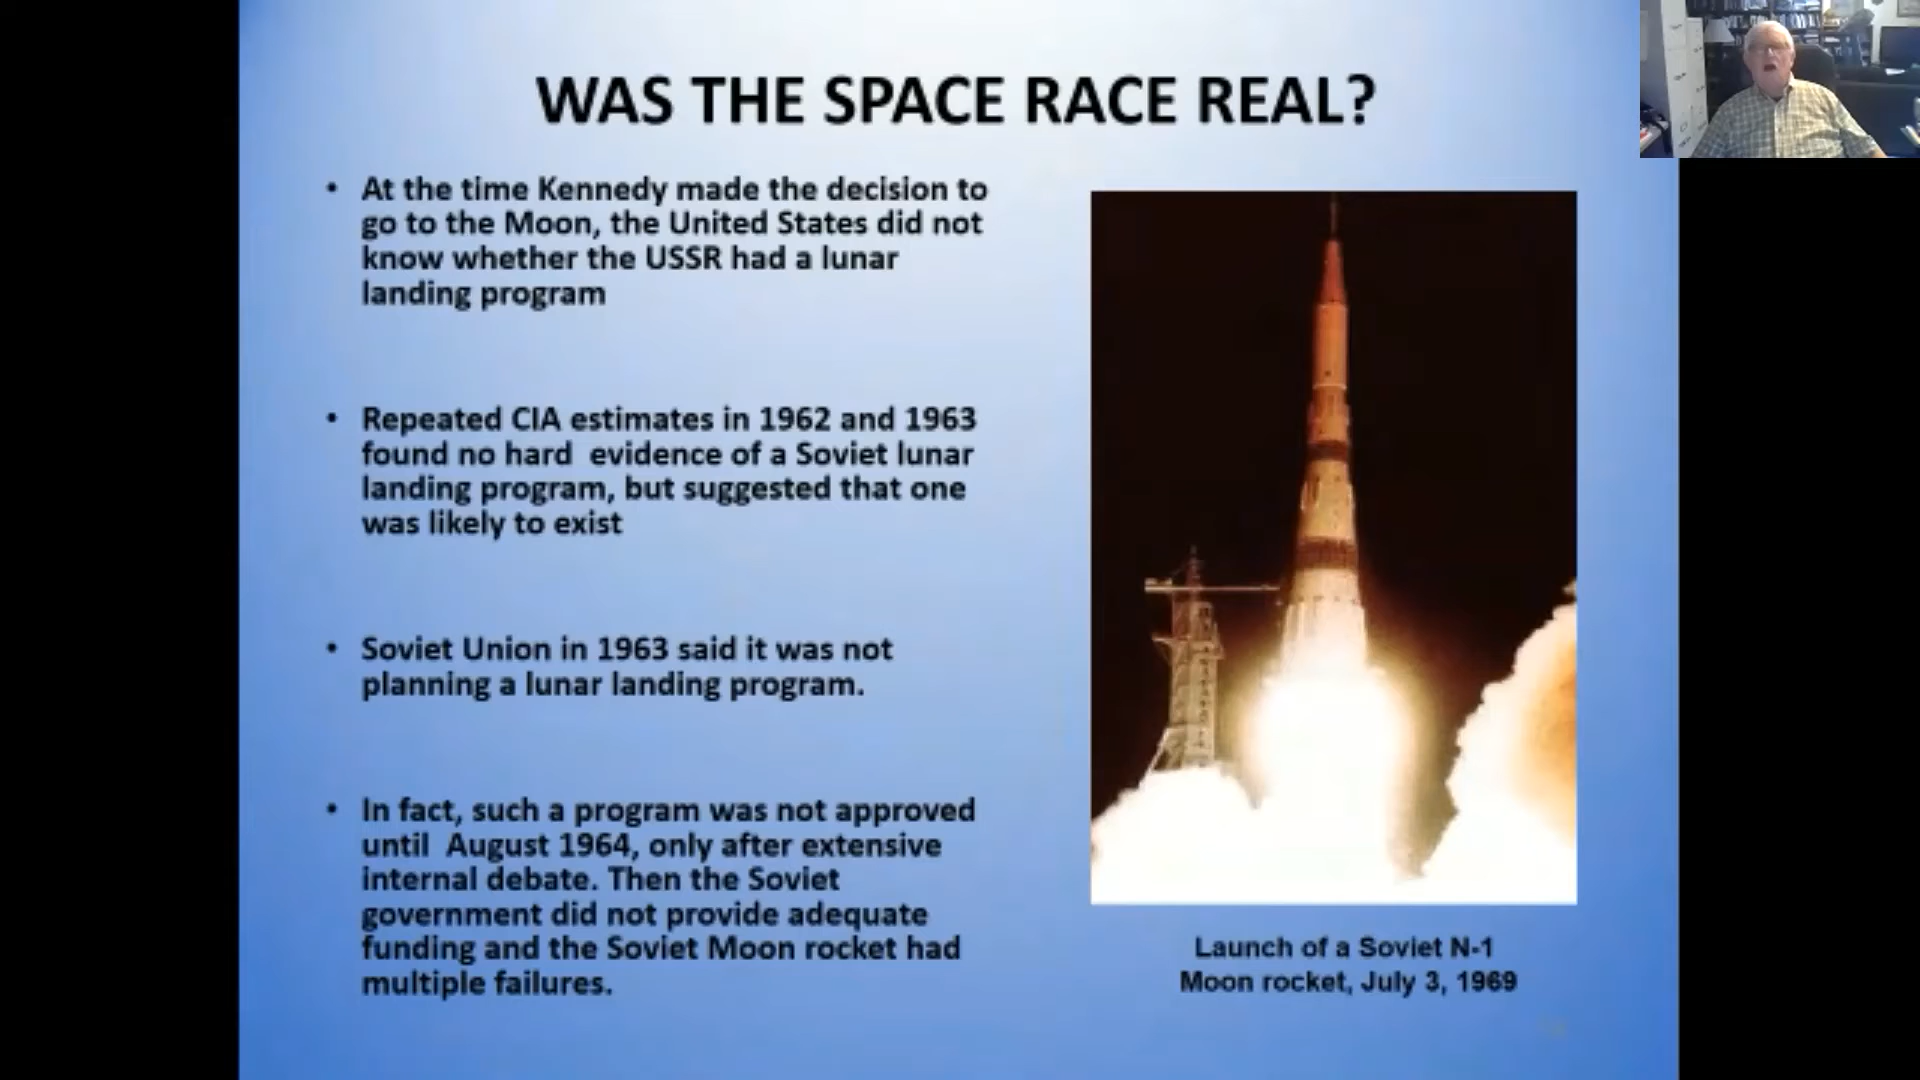 WAS THE SPACE RACE REAL?
• At the time Kennedy made the decision to
go to the Moon, the United States did not
know whether the USSR had a lunar
landing program
• Repeated CIA estimates in 1962 and 1963
found no hard  evidence of a Soviet lunar
landing program, but suggested that one
was likely to exist
• Soviet Union in 1963 said it was not
planning a lunar landing program.
• In fact, such a program was not approved
until  August 1964, only after extensive
internal debate. Then the Soviet
government did not provide adequate
funding and the Soviet Moon rocket had
multiple failures.
Launch of a Soviet N-1
Moon rocket, July 3, 1969